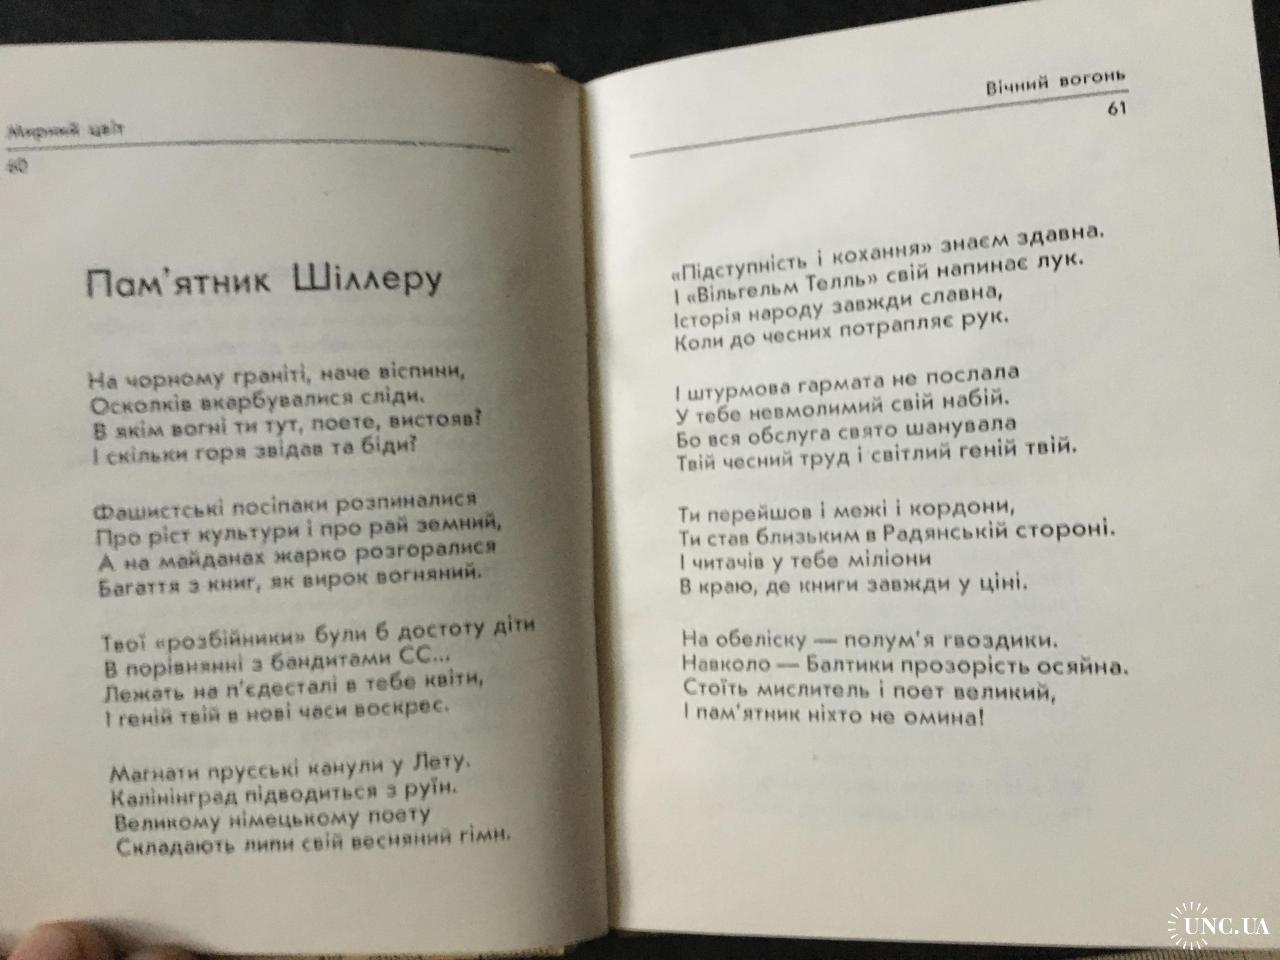 Мирний цвіт
60
Пам'ятник Шіллеру
На чорному граніті, наче віспини,
Осколків вкарбувалися сліди.
В якім вогні ти тут, поете, вистояв?
І скільки горя звідав та біди?
Фашистські посіпаки розпиналися
Про ріст культури і про рай земний,
А на майданах жарко розгоралися
Багаття з книг, як вирок вогняний.
Твої «розбійники» були б достоту діти
В порівнянні з бандитами СС...
Лежать на п'єдесталі в тебе квіти,
І геній твій в нові часи воскрес.
Магнати прусські канули у Лету.
Калінінград підводиться з руїн.
Великому німецькому поету
Складають липи свій весняний гімн.
Вічний вогонь
61
«Підступність і кохання» знаєм здавна.
І «Вільгельм Телль» свій напинає лук.
Історія народу завжди славна,
Коли до чесних потрапляє рук.
І штурмова гармата не послала
У тебе невмолимий свій набій.
Бо вся обслуга свято шанувала
Твій чесний труд і світлий геній твій.
Ти перейшов і межі і кордони,
Ти став близьким в Радянській стороні.
І читачів у тебе мільйони
В краю, де книги завжди у ціні.
На обеліску — полум'я гвоздики.
Навколо — Балтики прозорість осяйна.
Стоїть мислитель і поет великий,
І пам'ятник ніхто не омина!
UNC.UA